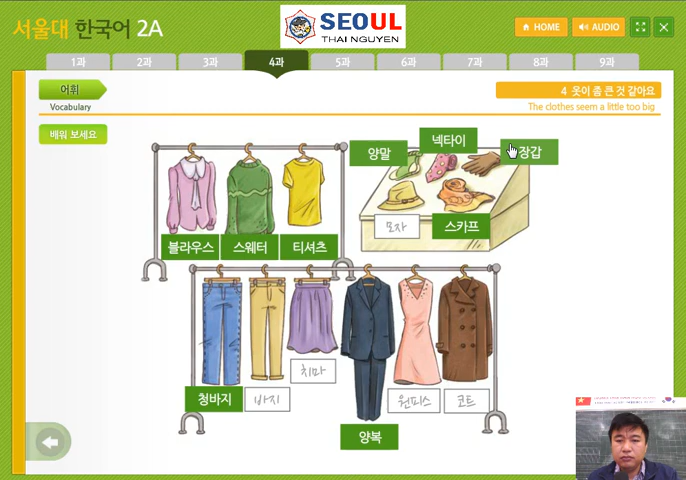 서울대 한국어 2A
SEOUL
THAI NGUYEN
HOME
AUDIO
1과
2과
3과
4과
5과
6과
7과
8과
9과
어휘
Vocabulary
4 옷이 좀 큰 것 같아요
The clothes seem a little too big
배워 보세요
양말
넥타이
장갑
모자
스카프
블라우스
스웨터
티셔츠
치마
청바지
바지
원피스
코트
양복